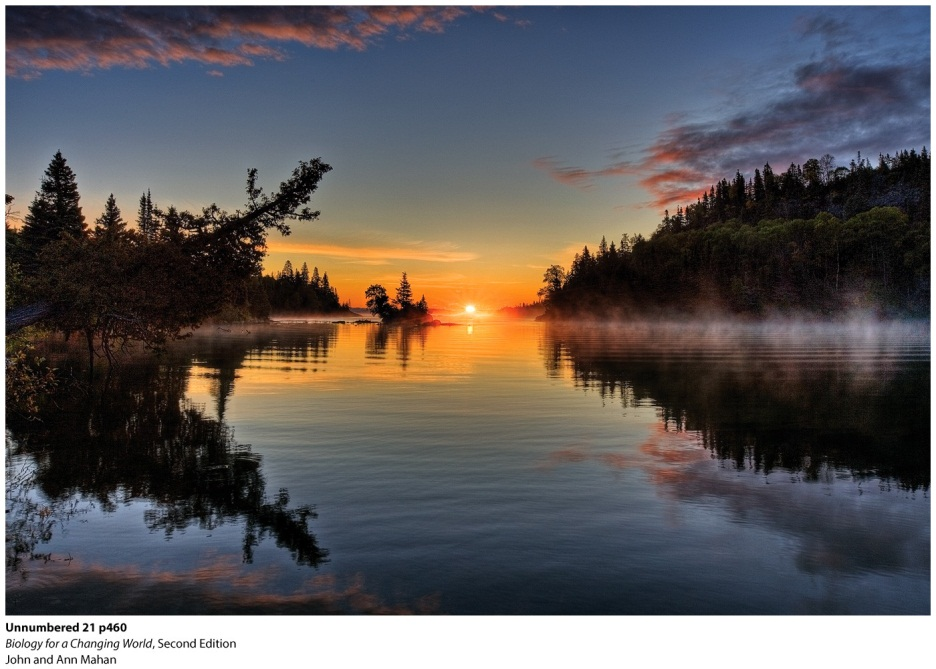 Unnumbered 21 p460
Biology for a Changing World, Second Edition
John and Ann Mahan